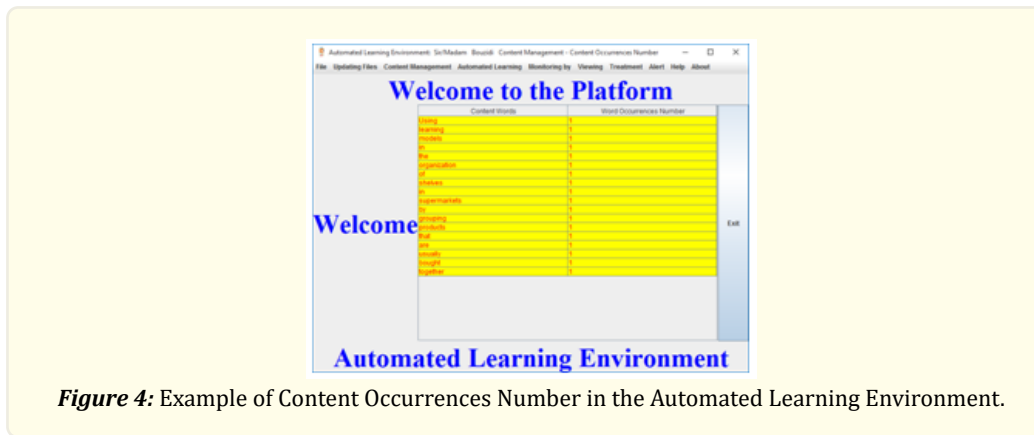 Automated Learning Environment: Sir/Madam Bouzidi Content Management - Content Occurrences Number
File Updating Files Content Management Automated Learning Monitoring by Viewing Treatment Alert Help About
Welcome to the Platform
Content Words Word Occurrences Number
Using 1
learning 1
models 1
in 1
the 1
organization 1
of 1
shelves 1
in 1
supermarkets 1
to 1
grouping 1
products 1
that 1
are 1
usually 1
bought 1
together 1
Welcome
Exit
Automated Learning Environment
Figure 4: Example of Content Occurrences Number in the Automated Learning Environment.